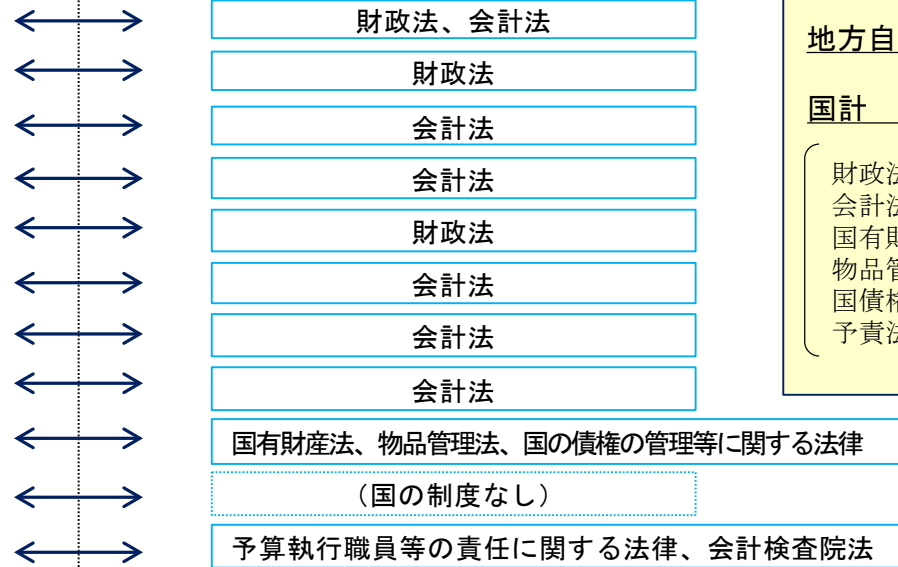 財政法、会計法
財政法
会計法
会計法
財政法
会計法
会計法
会計法
国有財産法、物品管理法、国の債権の管理等に関する法律
（国の制度なし）
予算執行職員等の責任に関する法律、会計検査院法
地方自
国計
財政法
会計法
国有財
物品管
国債権
予責法